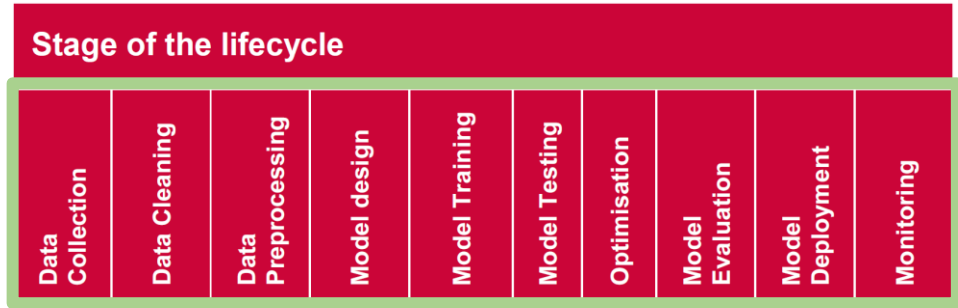 Stage of the lifecycle
Data
Collection
Data Cleaning
Data
Preprocessing
Model design
Model Training
Model Testing
Optimisation
Model
Evaluation
Model
Deployment
Monitoring